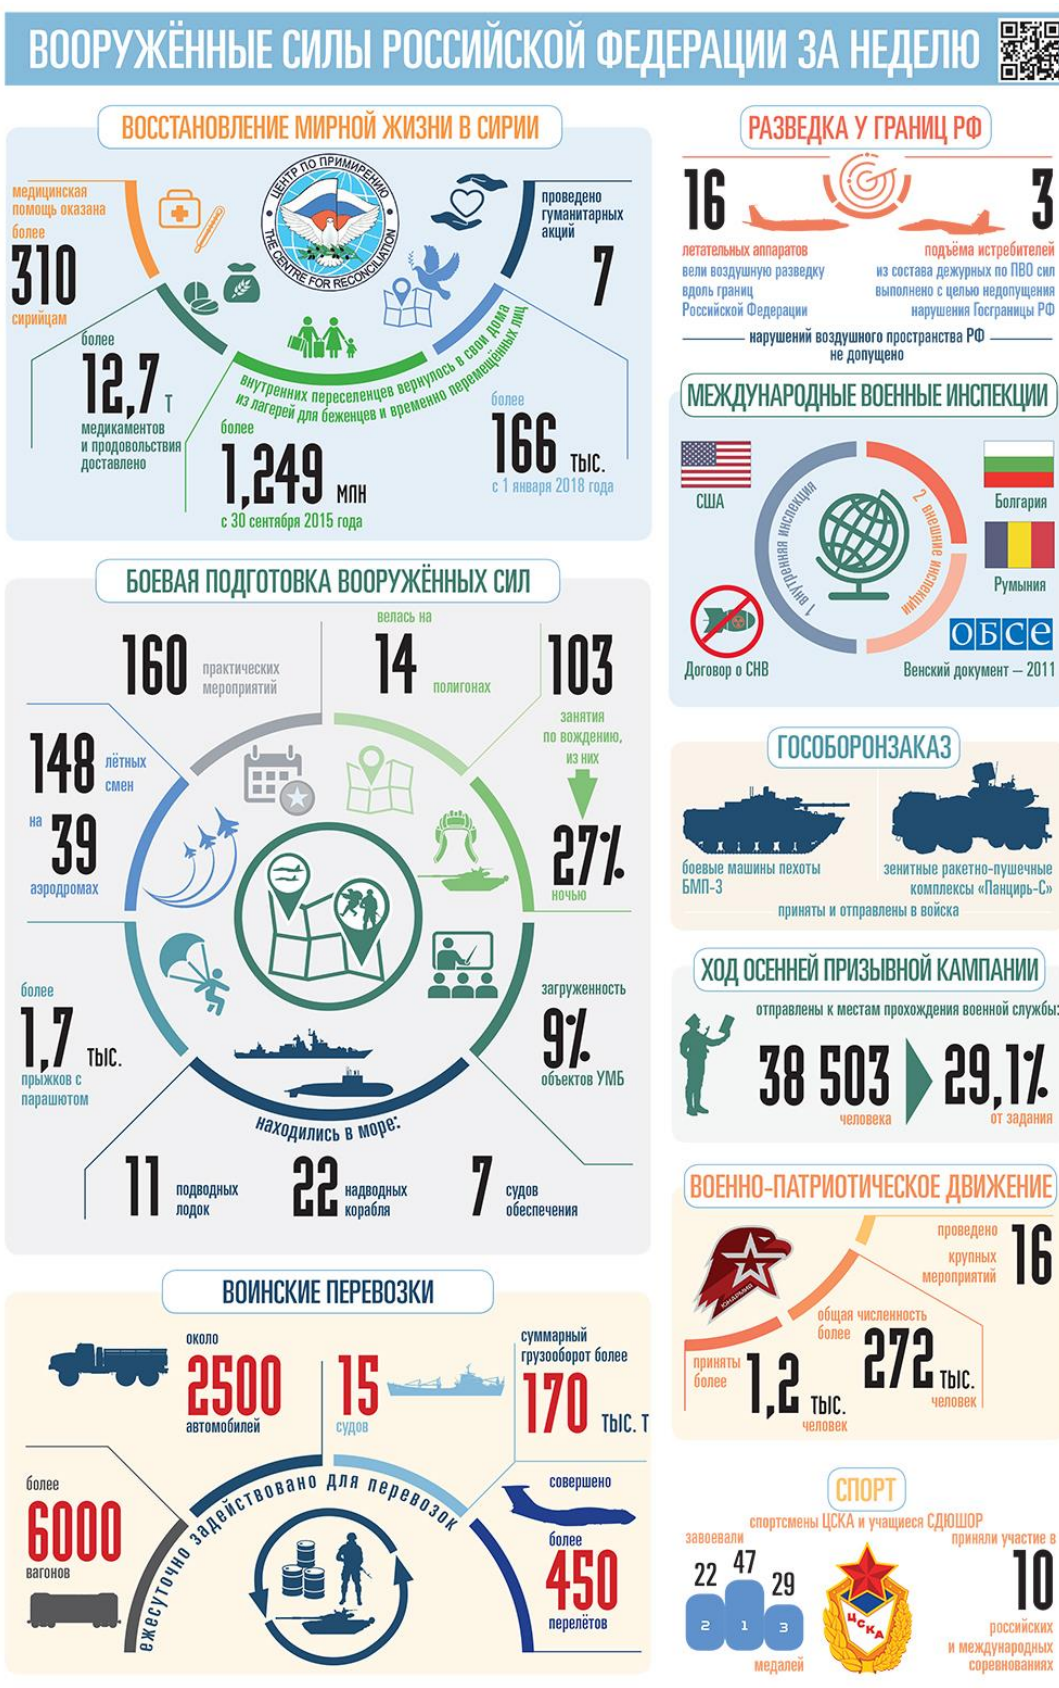 ВООРУЖЁННЫЕ СИЛЫ РОССИЙСКОЙ ФЕДЕРАЦИИ ЗА НЕДЕЛЮ
ВОССТАНОВЛЕНИЕ МИРНОЙ ЖИЗНИ В СИРИИ
медицинская
помощь оказана
более
310
сирийцам
ЦЕНТР ПО ПРИМИРЕНИЮ
THE CENTRE FOR RECONCILIATION
проведено
гуманитарных
акций
7
более
12,7 т
медикаментов
и продовольствия
доставлено
внутренних переселенцев вернулось в свои дома
из лагерей для беженцев и временно перемещённых лиц
более
1,249 млн
с 30 сентября 2015 года
более
166 тыс.
с 1 января 2018 года
БОЕВАЯ ПОДГОТОВКА ВООРУЖЁННЫХ СИЛ
160 практических
мероприятий
велась на
14 полигонах
103
занятия
по вождению,
из них
27%
ночью
148 лётных
смен
на
39
аэродромах
более
1,7 тыс.
прыжков с
парашютом
загруженность
9%
объектов УМБ
находились в море:
11 подводных
лодок
22 надводных
корабля
7 судов
обеспечения
ВОИНСКИЕ ПЕРЕВОЗКИ
около
2500
автомобилей
15
судов
суммарный
грузооборот более
170 тыс. т
более
6000
вагонов
ежесуточно задействовано для перевозок
совершено
более
450
перелётов
РАЗВЕДКА У ГРАНИЦ РФ
16
летательных аппаратов
вели воздушную разведку
вдоль границ
Российской Федерации
3
подъёма истребителей
из состава дежурных по ПВО сил
выполнено с целью недопущения
нарушения Госграницы РФ
нарушений воздушного пространства РФ
не допущено
МЕЖДУНАРОДНЫЕ ВОЕННЫЕ ИНСПЕКЦИИ
США
1 внутренняя инспекция
2 внешние инспекции
Болгария
Румыния
Договор о СНВ
ОБСЕ
Венский документ – 2011
ГОСОБОРОНЗАКАЗ
боевые машины пехоты
БМП-3
зенитные ракетно-пушечные
комплексы «Панцирь-С»
приняты и отправлены в войска
ХОД ОСЕННЕЙ ПРИЗЫВНОЙ КАМПАНИИ
отправлены к местам прохождения военной службы:
38 503
человека
29,1%
от задания
ВОЕННО-ПАТРИОТИЧЕСКОЕ ДВИЖЕНИЕ
ЮНАРМИЯ
проведено
крупных
мероприятий
16
общая численность
более
272 тыс.
человек
приняты
более
1,2 тыс.
человек
СПОРТ
спортсмены ЦСКА и учащиеся СДЮШОР
завоевали
22 47 29
2 1 3
медалей
ЦСКА
приняли участие в
10
российских
и международных
соревнованиях